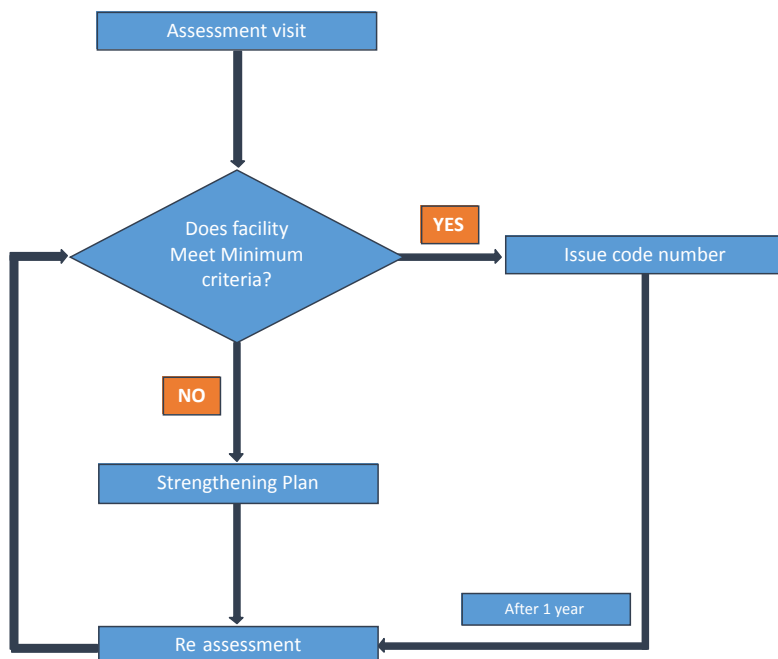 Assessment visit
Does facility
Meet Minimum
criteria?
YES
Issue code number
NO
Strengthening Plan
After 1 year
Re assessment